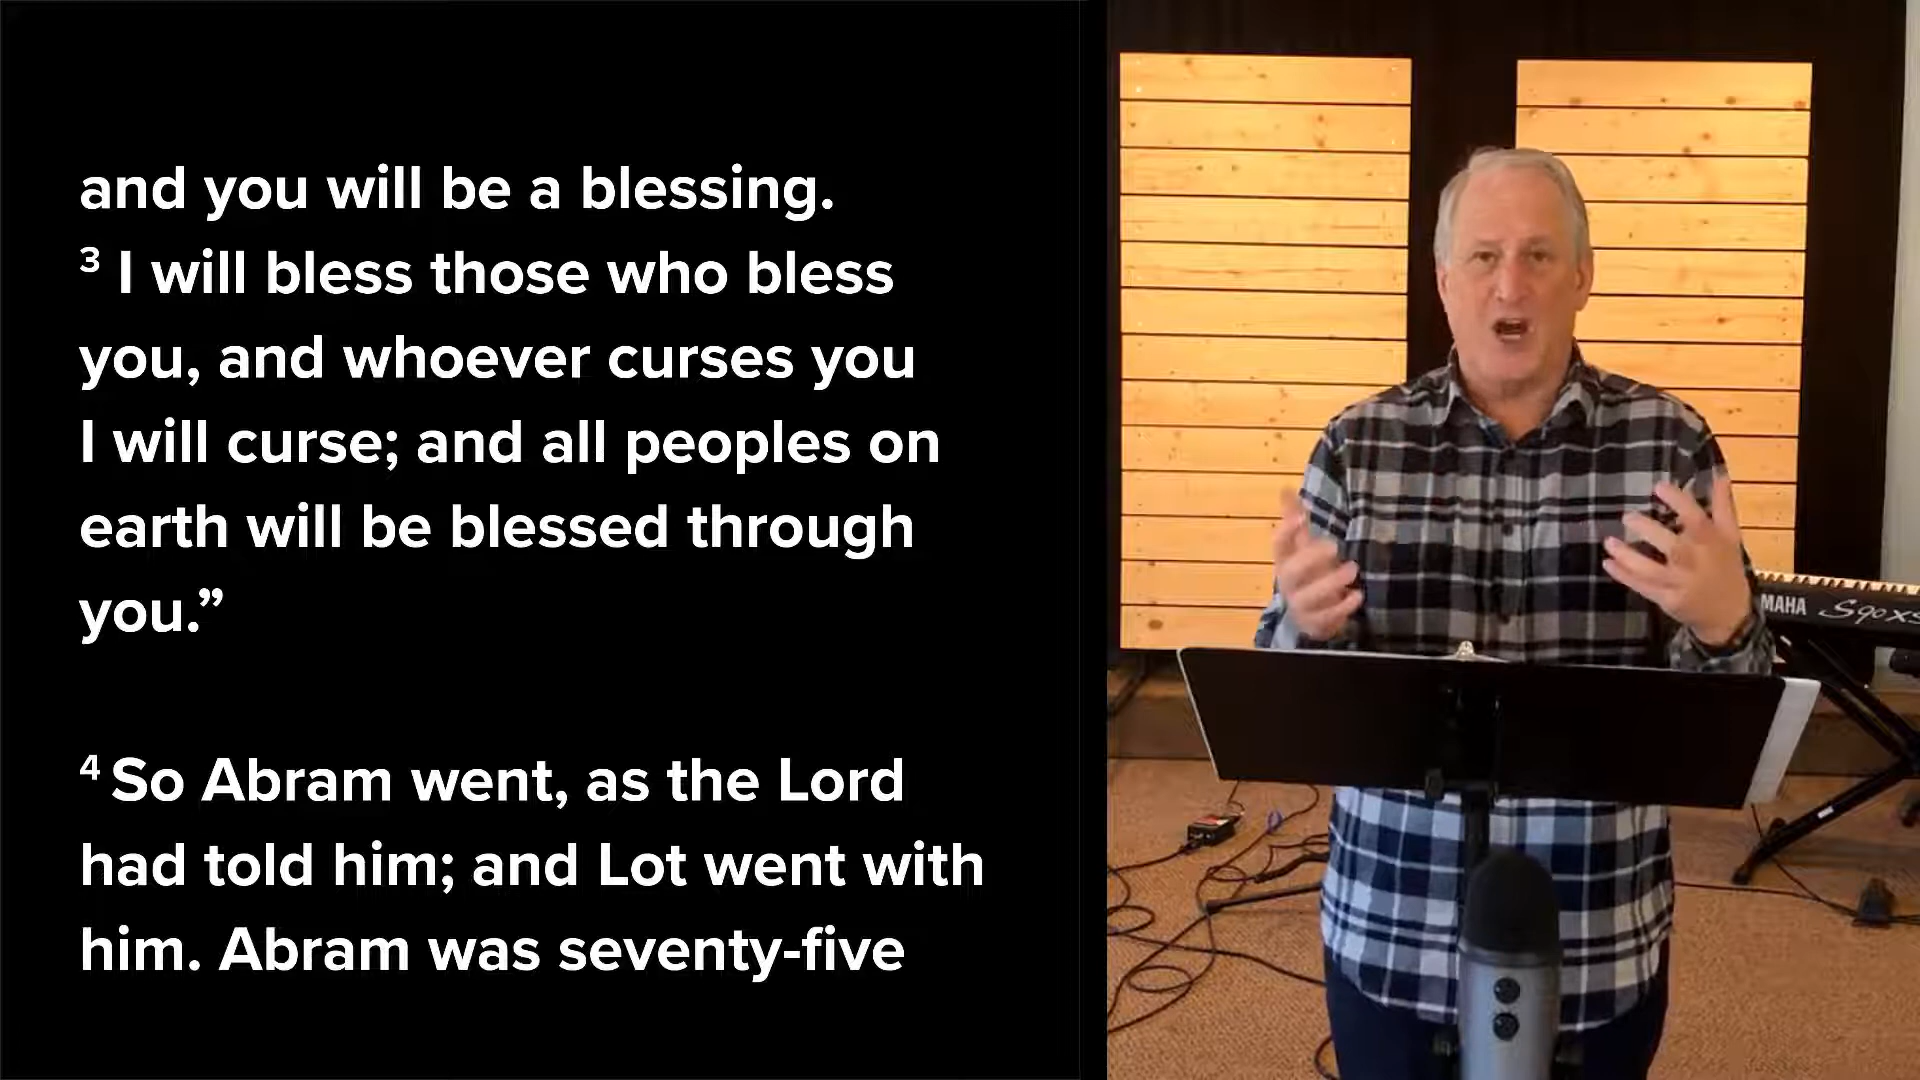 and you will be a blessing.
³ I will bless those who bless
you, and whoever curses you
I will curse; and all peoples on
earth will be blessed through
you.”
⁴ So Abram went, as the Lord
had told him; and Lot went with
him. Abram was seventy-five
MAHA S90XS